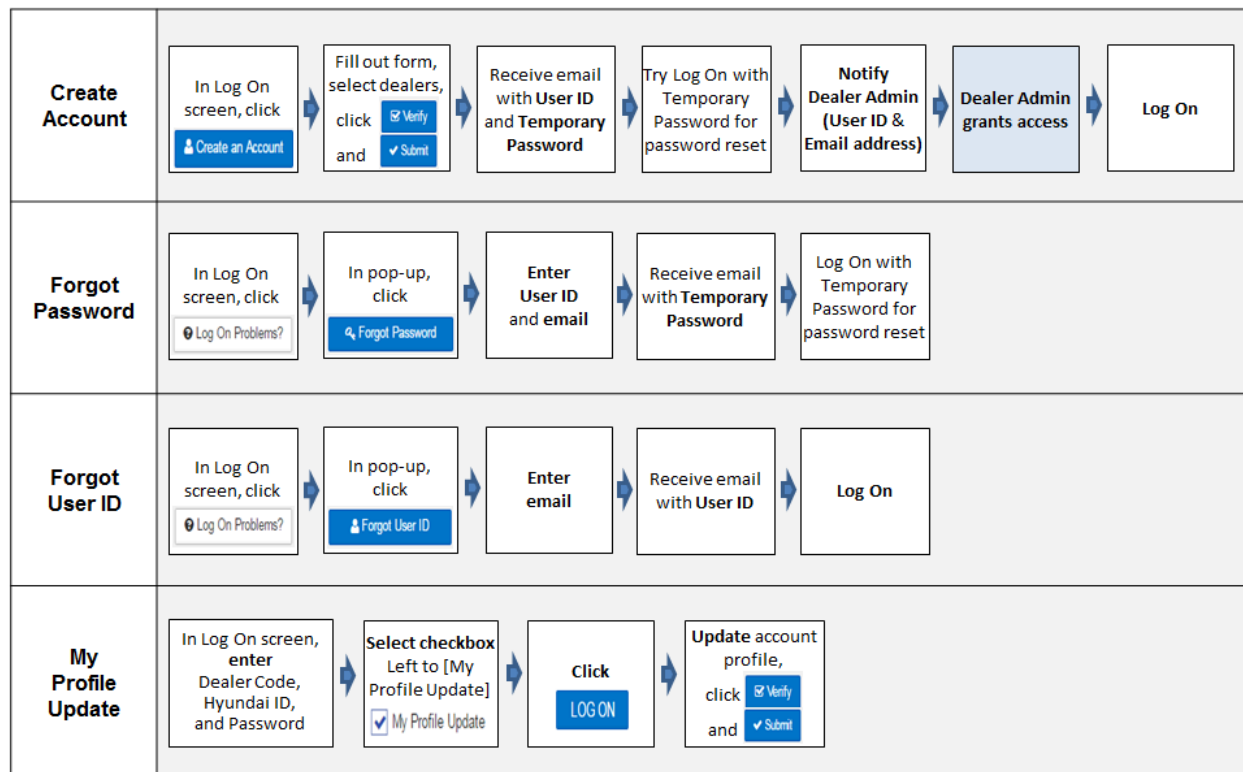 Create
Account
In Log On
screen, click
Create an Account
Fill out form,
select dealers,
click Verify
and Submit
Receive email
with User ID
and Temporary
Password
Try Log On with
Temporary
Password for
password reset
Notify
Dealer Admin
(User ID &
Email address)
Dealer Admin
grants access
Log On
Forgot
Password
In Log On
screen, click
Log On Problems?
In pop-up,
click
Forgot Password
Enter
User ID
and email
Receive email
with Temporary
Password
Log On with
Temporary
Password for
password reset
Forgot
User ID
In Log On
screen, click
Log On Problems?
In pop-up,
click
Forgot User ID
Enter
email
Receive email
with User ID
Log On
My
Profile
Update
In Log On screen,
enter
Dealer Code,
Hyundai ID,
and Password
Select checkbox
Left to [My
Profile Update]
My Profile Update
Click
LOG ON
Update account
profile,
click Verify
and Submit